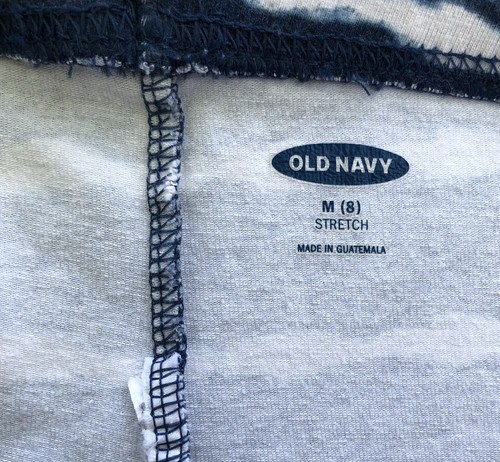 OLD NAVY
M (8)
STRETCH
MADE IN GUATEMALA